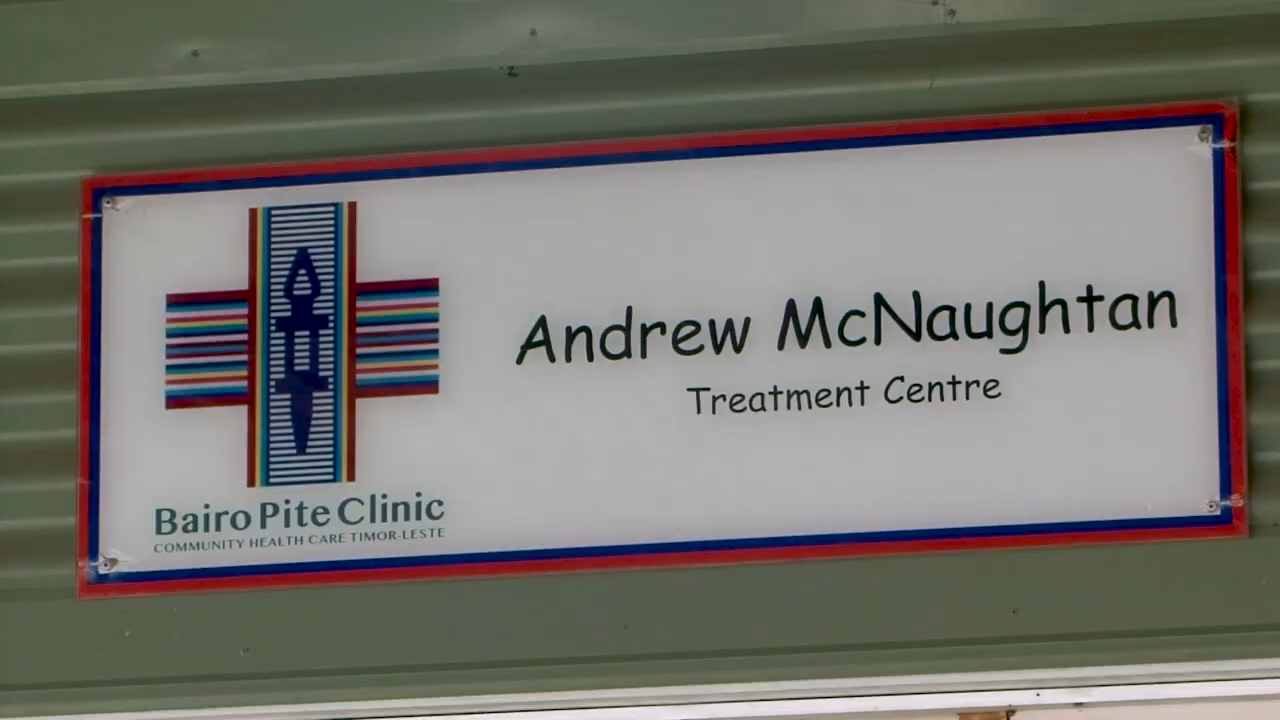 Andrew McNaughtan
Treatment Centre
Bairo Pite Clinic
COMMUNITY HEALTH CARE TIMOR-LESTE